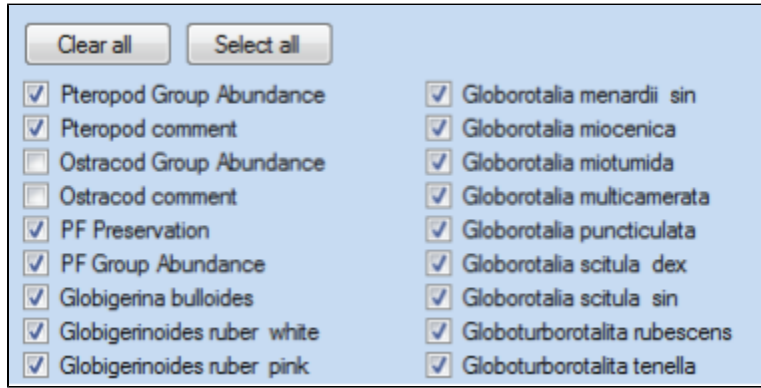 Clear all Select all
Pteropod Group Abundance
Pteropod comment
Ostracod Group Abundance
Ostracod comment
PF Preservation
PF Group Abundance
Globigerina bulloides
Globigerinoides ruber white
Globigerinoides ruber pink
Globorotalia menardii sin
Globorotalia miocenica
Globorotalia miotumida
Globorotalia multicamerata
Globorotalia puncticulata
Globorotalia scitula dex
Globorotalia scitula sin
Globoturborotalita rubescens
Globoturborotalita tenella